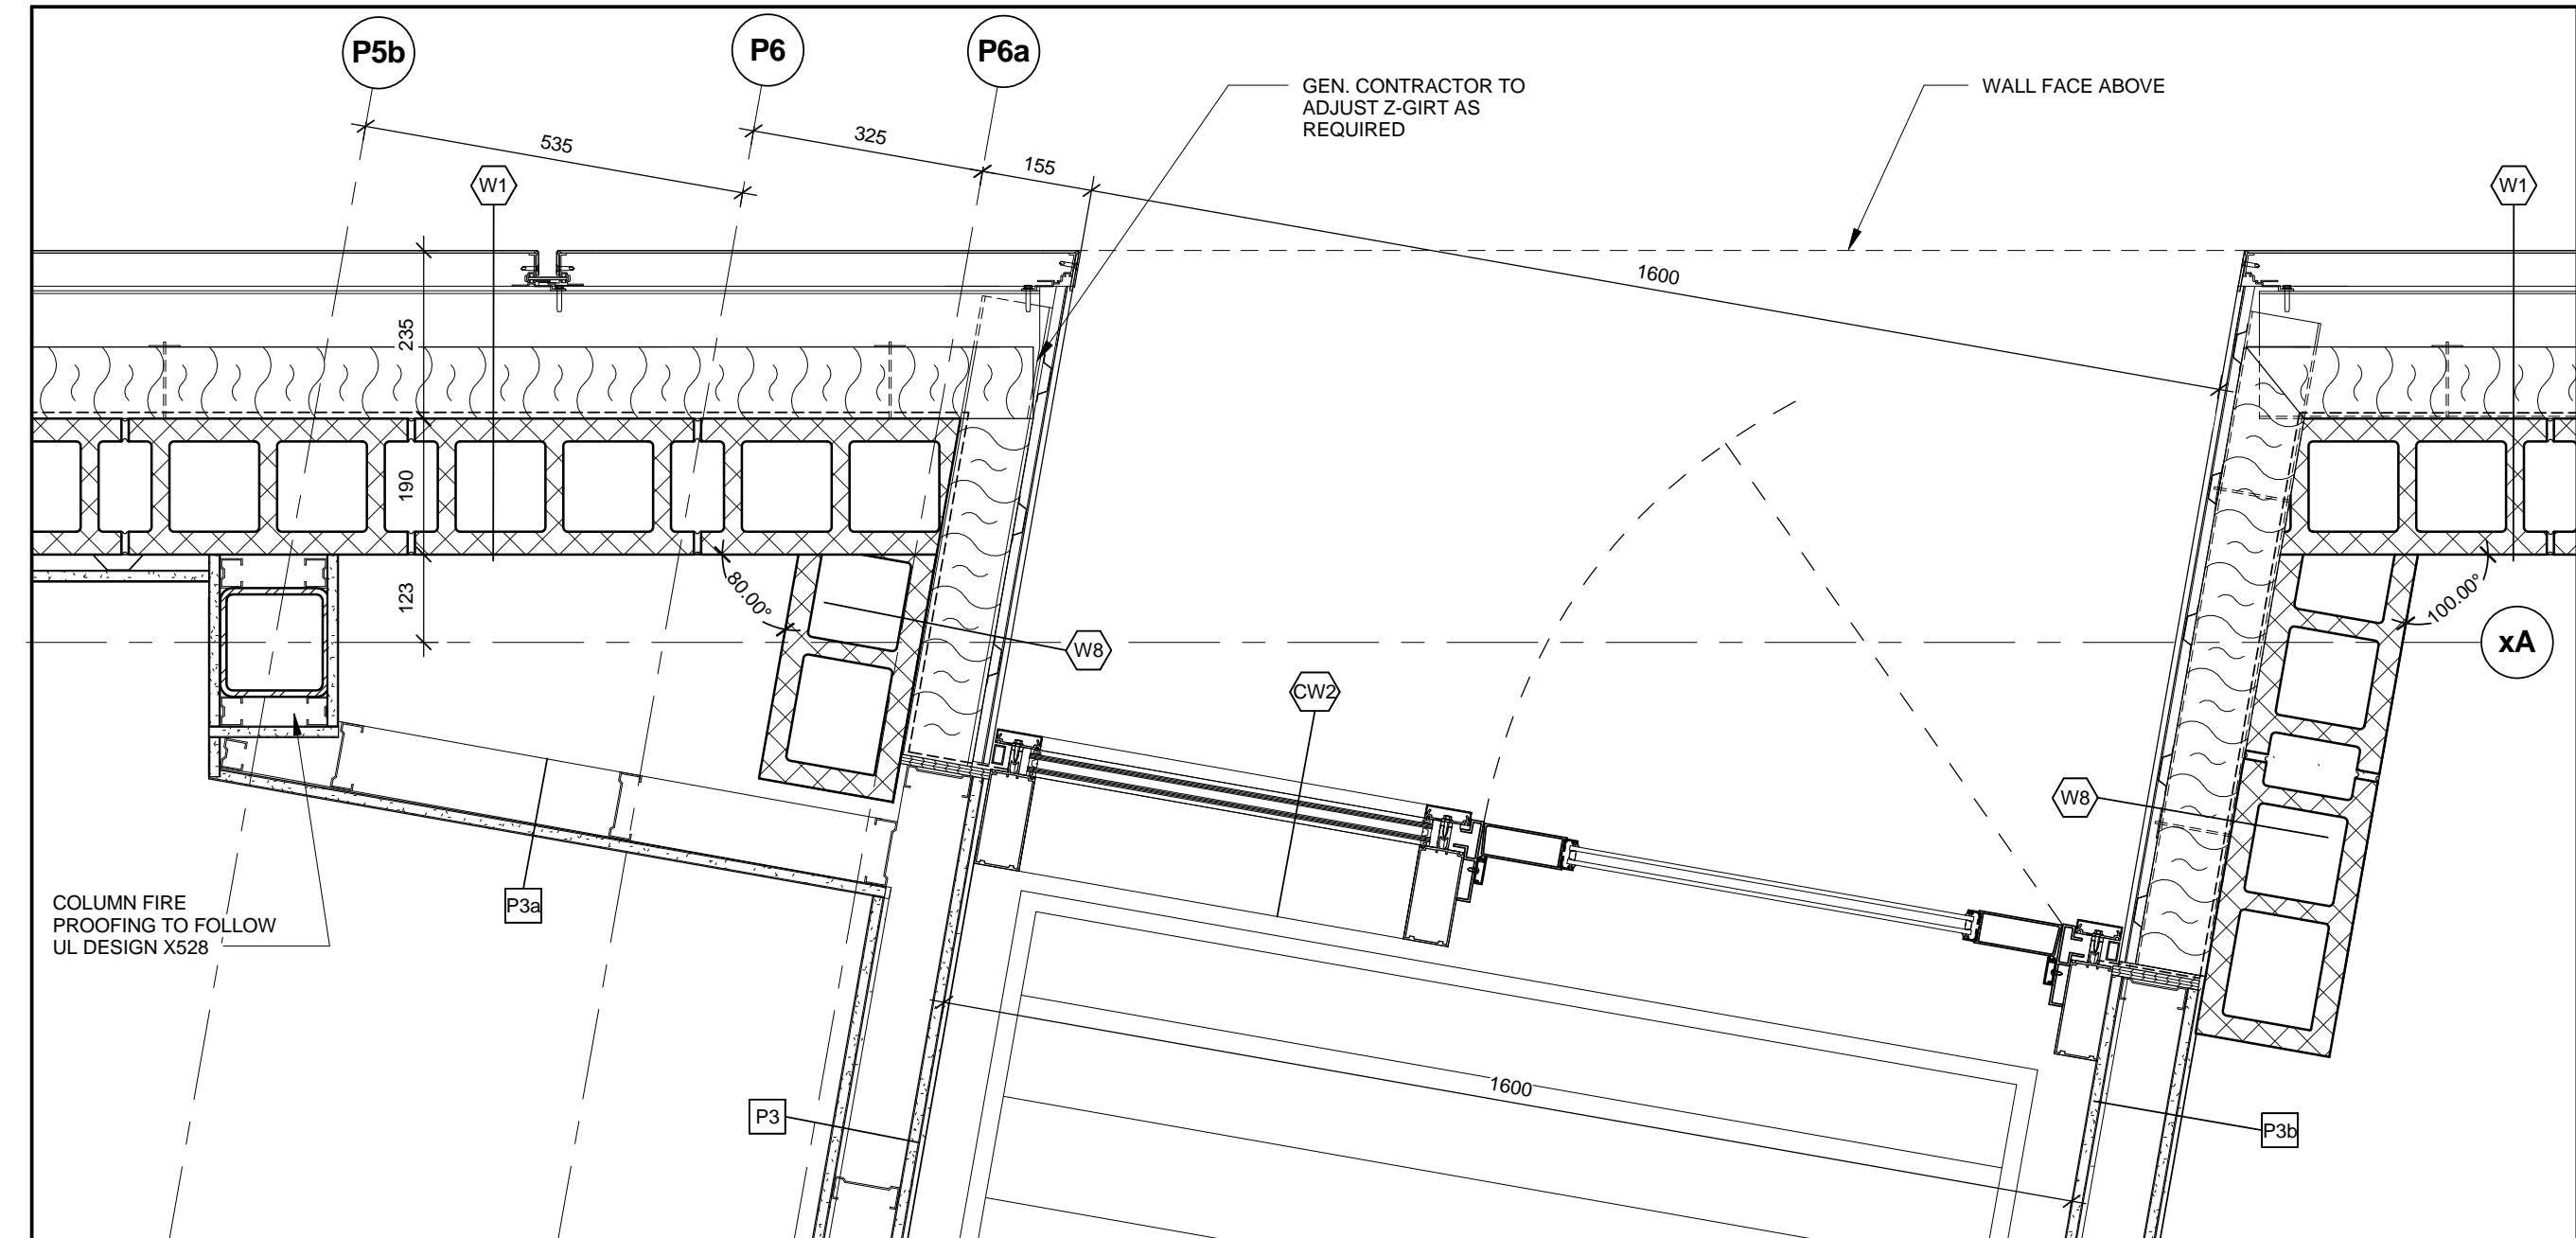 P5b
P6
P6a
GEN. CONTRACTOR TO
ADJUST Z-GIRT AS
REQUIRED
WALL FACE ABOVE
535
325
155
W1
W1
1600
235
190
123
80.00°
100.00°
W8
xA
CW2
W8
COLUMN FIRE
PROOFING TO FOLLOW
UL DESIGN X528
P3a
1600
P3
P3b